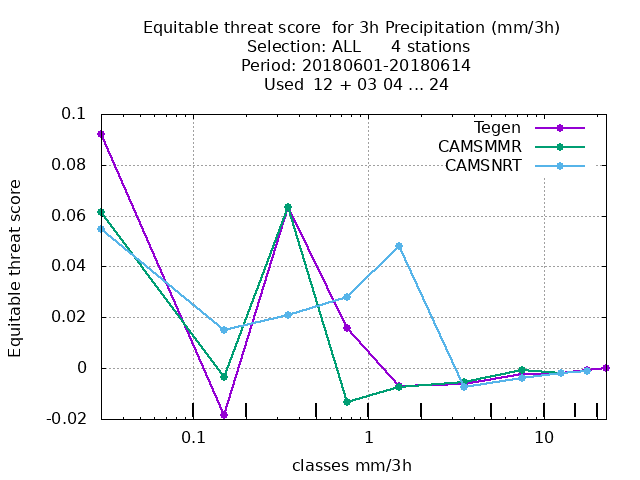 Equitable threat score  for 3h Precipitation (mm/3h)
Selection: ALL      4 stations
Period: 20180601-20180614
Used  12 + 03 04 ... 24
Equitable threat score
0.1
0.08
0.06
0.04
0.02
0
-0.02
Tegen
CAMSMMR
CAMSNRT
0.1
1
10
classes mm/3h